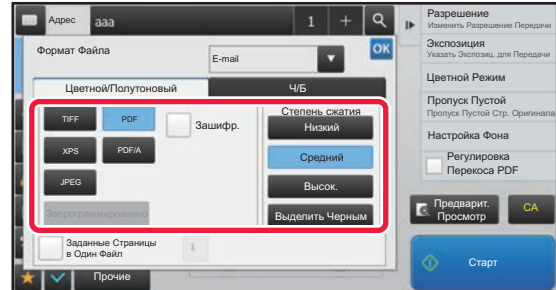 Адрес aaa 1 +
Формат Файла
E-mail
OK
Цветной/Полутоновый Ч/Б
TIFF PDF
Зашифр.
XPS PDF/A
JPEG
Запрограммированно
Степень сжатия
Низкий
Средний
Высок.
Выделить Черным
Заданные Страницы
в Один Файл
1
Прочие
Разрешение
Изменить Разрешение Передачи
Экспозиция
Указать Экспозиц. для Передачи
Цветной Режим
Пропуск Пустой
Пропуск Пустой Стр. Оригинала
Настройка Фона
Регулировка
Перекоса PDF
Предварит.
Просмотр
CA
Старт